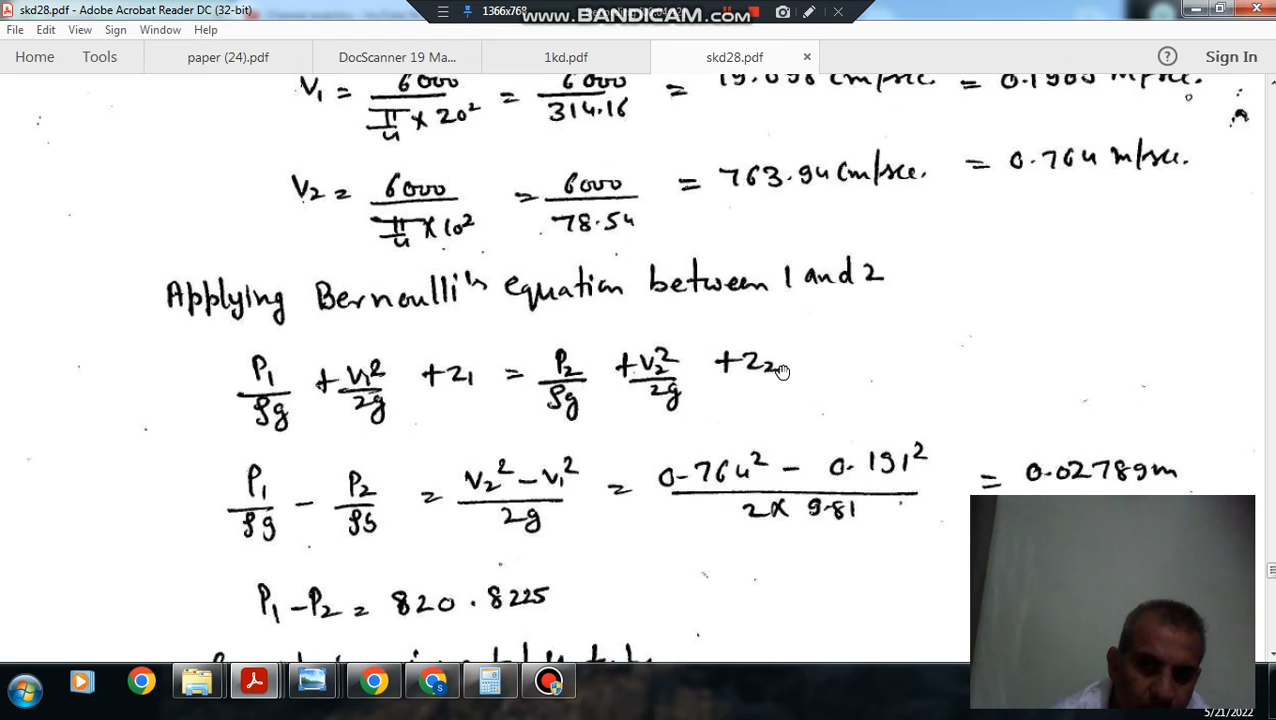 skd28.pdf - Adobe Acrobat Reader DC (32-bit)
1366x768
www.BANDICAM.com
File Edit View Sign Window Help
Home Tools paper (24).pdf DocScanner 19 Ma... 1kd.pdf skd28.pdf × Sign In
V₁ = 6000 / (π/4 × 20²) = 6000 / 314.16 = cm/sec. = m/sec.
V₂ = 6000 / (π/4 × 10²) = 6000 / 78.54 = 763.94 cm/sec. = 0.764 m/sec.
Applying Bernoulli's equation between 1 and 2
P₁/ρg + V₁²/2g + Z₁ = P₂/ρg + V₂²/2g + Z₂
P₁/ρg - P₂/ρg = (V₂² - V₁²)/2g = (0.764² - 0.191²)/(2 × 9.81) = 0.02789m
P₁ - P₂ = 820.8225
5/21/2022